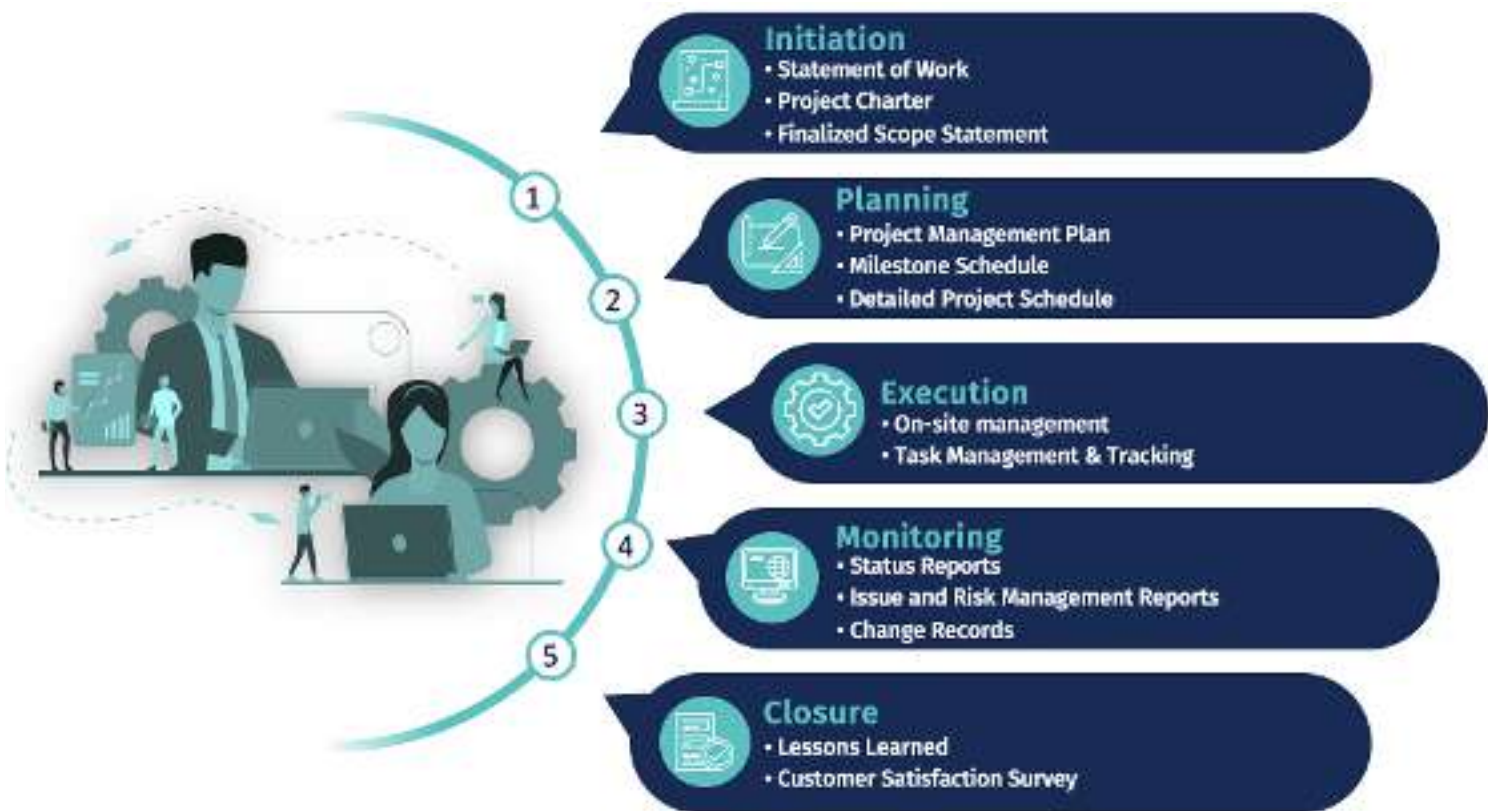 Initiation
• Statement of Work
• Project Charter
• Finalized Scope Statement
1
Planning
• Project Management Plan
• Milestone Schedule
• Detailed Project Schedule
2
Execution
• On-site management
• Task Management & Tracking
3
Monitoring
• Status Reports
• Issue and Risk Management Reports
• Change Records
4
Closure
• Lessons Learned
• Customer Satisfaction Survey
5